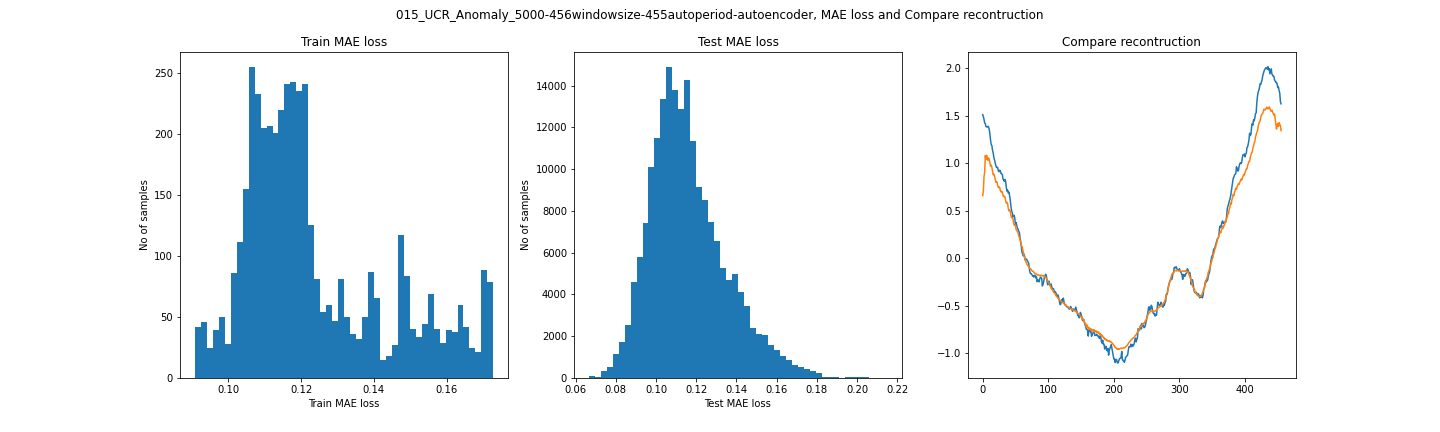 015_UCR_Anomaly_5000-456windowsize-455autoperiod-autoencoder, MAE loss and Compare recontruction
Train MAE loss
No of samples
250
200
150
100
50
0
0.10 0.12 0.14 0.16
Train MAE loss
Test MAE loss
No of samples
14000
12000
10000
8000
6000
4000
2000
0
0.06 0.08 0.10 0.12 0.14 0.16 0.18 0.20 0.22
Test MAE loss
Compare recontruction
2.0
1.5
1.0
0.5
0.0
−0.5
−1.0
0 100 200 300 400